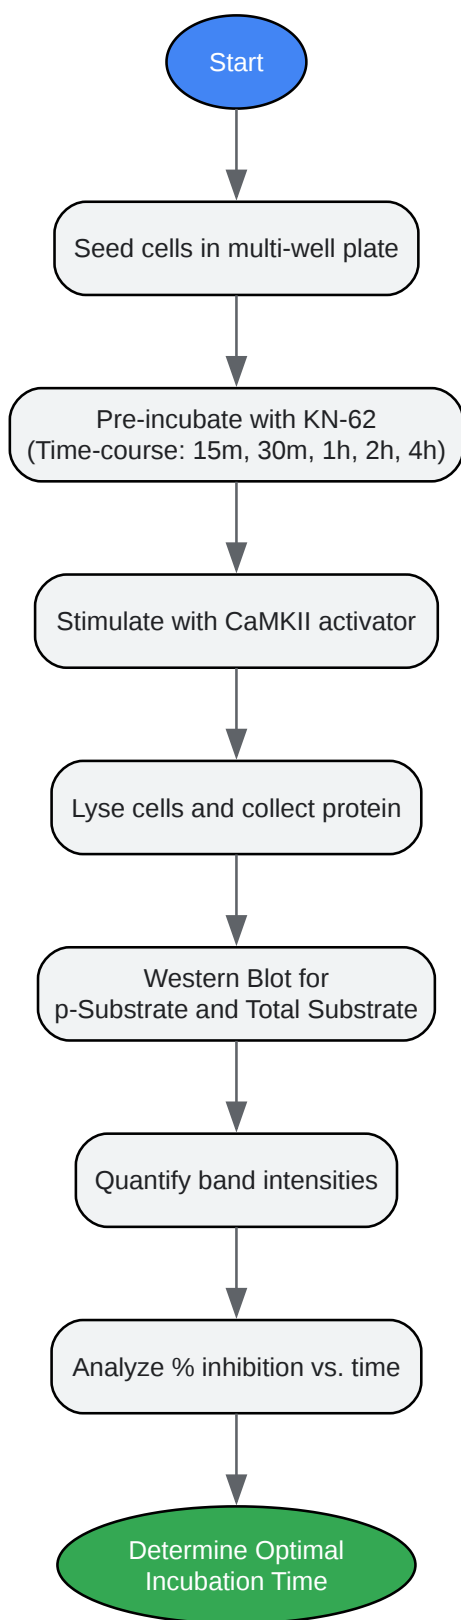 Start
Seed cells in multi-well plate
Pre-incubate with KN-62
(Time-course: 15m, 30m, 1h, 2h, 4h)
Stimulate with CaMKII activator
Lyse cells and collect protein
Western Blot for
p-Substrate and Total Substrate
Quantify band intensities
Analyze % inhibition vs. time
Determine Optimal
Incubation Time